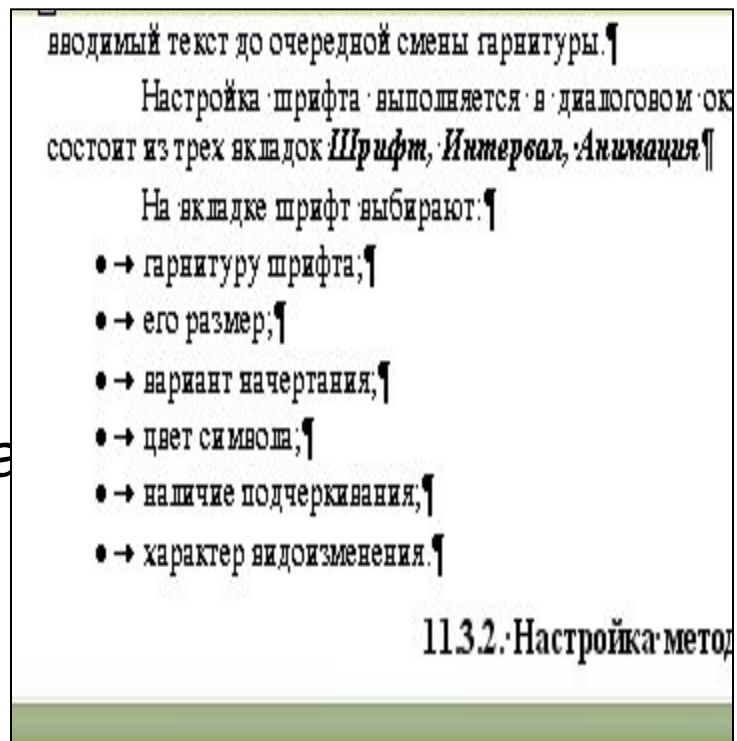 вводимый текст до очередной смены гарнитуры.¶
Настройка·шрифта·выполняется·в·диалоговом·ок
состоит из трех вкладок Шрифт,·Интервал,·Анимация¶
На вкладке шрифт выбирают:¶
•→гарнитуру шрифта;¶
•→его размер;¶
•→вариант начертания;¶
•→цвет символа;¶
•→наличие подчеркивания;¶
•→характер видоизменения.¶
11.3.2.·Настройка·метод